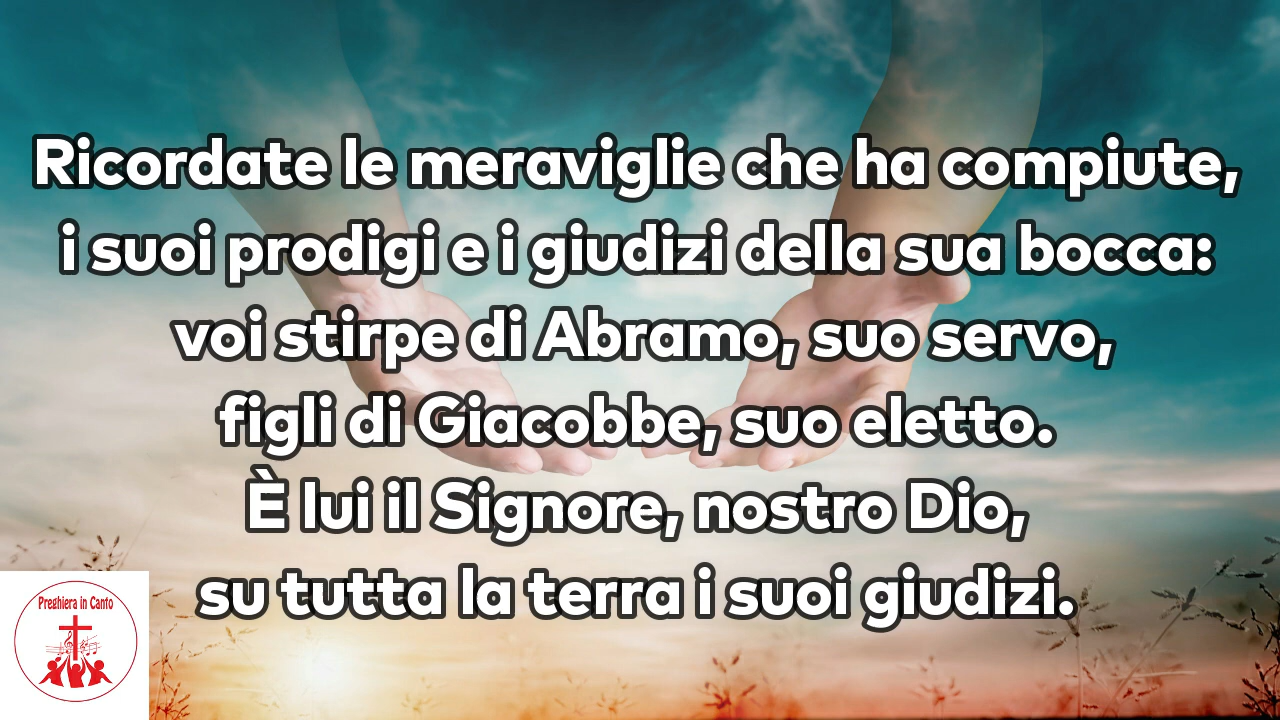 Ricordate le meraviglie che ha compiute,
i suoi prodigi e i giudizi della sua bocca:
voi stirpe di Abramo, suo servo,
figli di Giacobbe, suo eletto.
È lui il Signore, nostro Dio,
su tutta la terra i suoi giudizi.
Preghiera in Canto